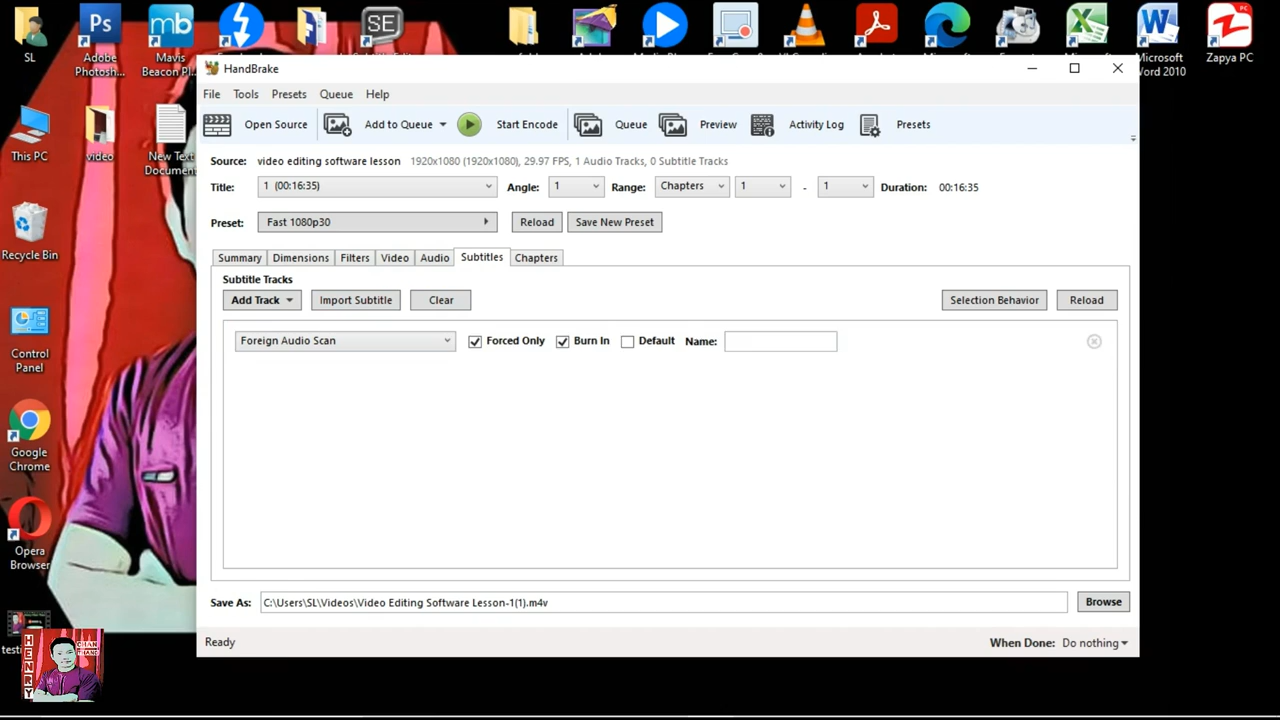 SL
Adobe
Photosh...
Mavis
Beacon Pl...
Microsoft
Word 2010
Zapya PC
This PC
video
New Text
Document
Recycle Bin
Control
Panel
Google
Chrome
Opera
Browser
HandBrake
File Tools Presets Queue Help
Open Source Add to Queue Start Encode Queue Preview Activity Log Presets
Source: video editing software lesson 1920x1080 (1920x1080), 29.97 FPS, 1 Audio Tracks, 0 Subtitle Tracks
Title: 1 (00:16:35) Angle: 1 Range: Chapters 1 - 1 Duration: 00:16:35
Preset: Fast 1080p30 Reload Save New Preset
Summary Dimensions Filters Video Audio Subtitles Chapters
Subtitle Tracks
Add Track Import Subtitle Clear Selection Behavior Reload
Foreign Audio Scan Forced Only Burn In Default Name:
Save As: C:\Users\SL\Videos\Video Editing Software Lesson-1(1).m4v Browse
Ready When Done: Do nothing
HENRY
CHAN
THANG